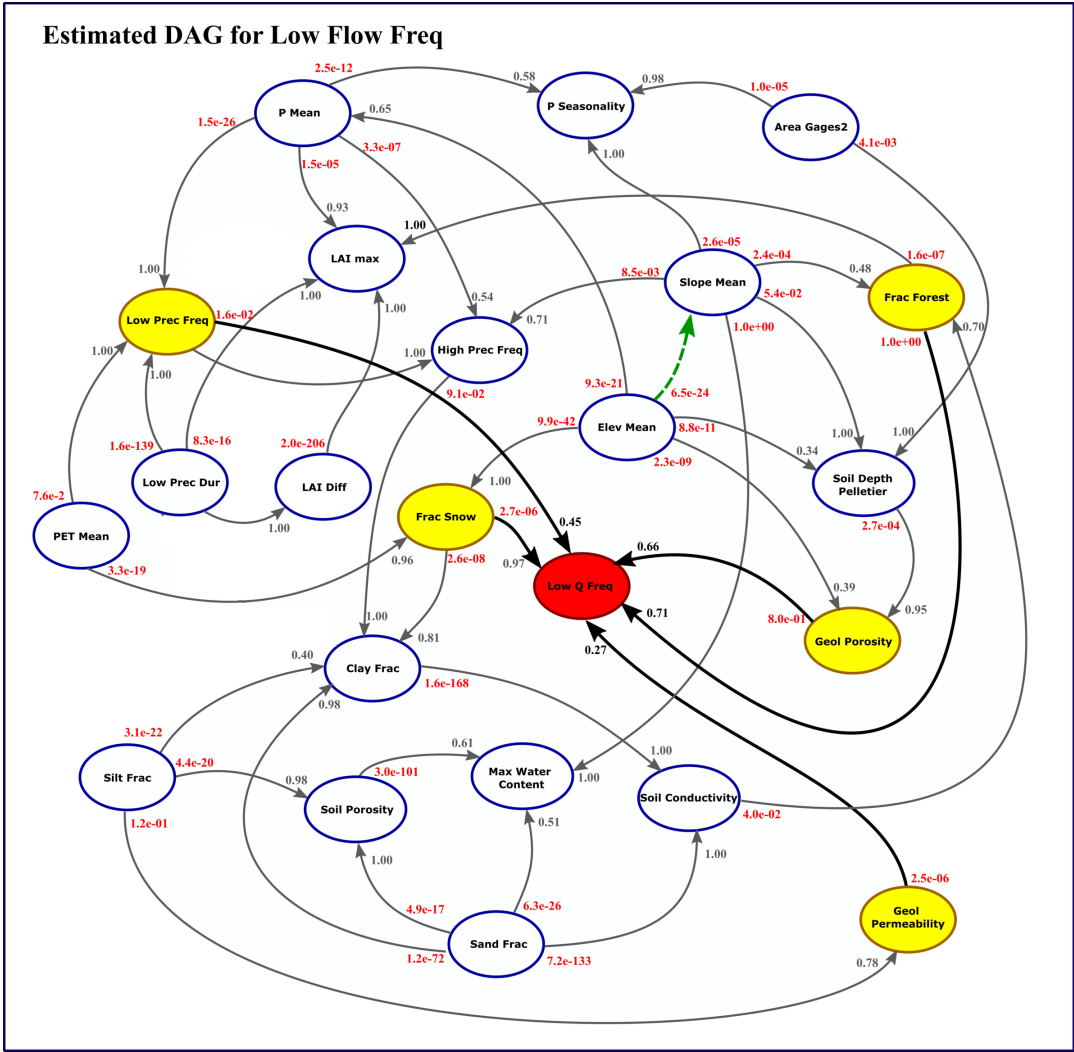 Estimated DAG for Low Flow Freq
2.5e-12
0.58
0.98
1.0e-05
P Mean
0.65
P Seasonality
Area Gages2
1.5e-26
3.3e-07
4.1e-03
1.5e-05
1.00
0.93
1.00
2.6e-05
2.4e-04
1.6e-07
LAI max
1.00
8.5e-03
Slope Mean
0.48
Frac Forest
1.00
5.4e-02
0.54
Low Prec Freq
1.6e-02
1.00
0.71
1.0e+00
0.70
1.0e+00
1.00
1.00
High Prec Freq
1.00
9.1e-02
9.3e-21
6.5e-24
9.9e-42
Elev Mean
8.8e-11
1.6e-139
8.3e-16
2.0e-206
1.00
1.00
2.3e-09
0.34
Low Prec Dur
LAI Diff
1.00
Soil Depth
Pelletier
7.6e-2
Frac Snow
2.7e-06
2.7e-04
1.00
0.45
PET Mean
0.96
2.6e-08
0.97
0.66
3.3e-19
Low Q Freq
0.39
0.95
1.00
0.71
8.0e-01
0.81
0.27
Geol Porosity
0.40
Clay Frac
1.6e-168
0.98
3.1e-22
4.4e-20
0.61
1.00
Silt Frac
0.98
3.0e-101
Max Water
Content
1.00
Soil Porosity
Soil Conductivity
1.2e-01
0.51
4.0e-02
1.00
1.00
2.5e-06
4.9e-17
6.3e-26
Geol
Permeability
Sand Frac
1.2e-72
7.2e-133
0.78